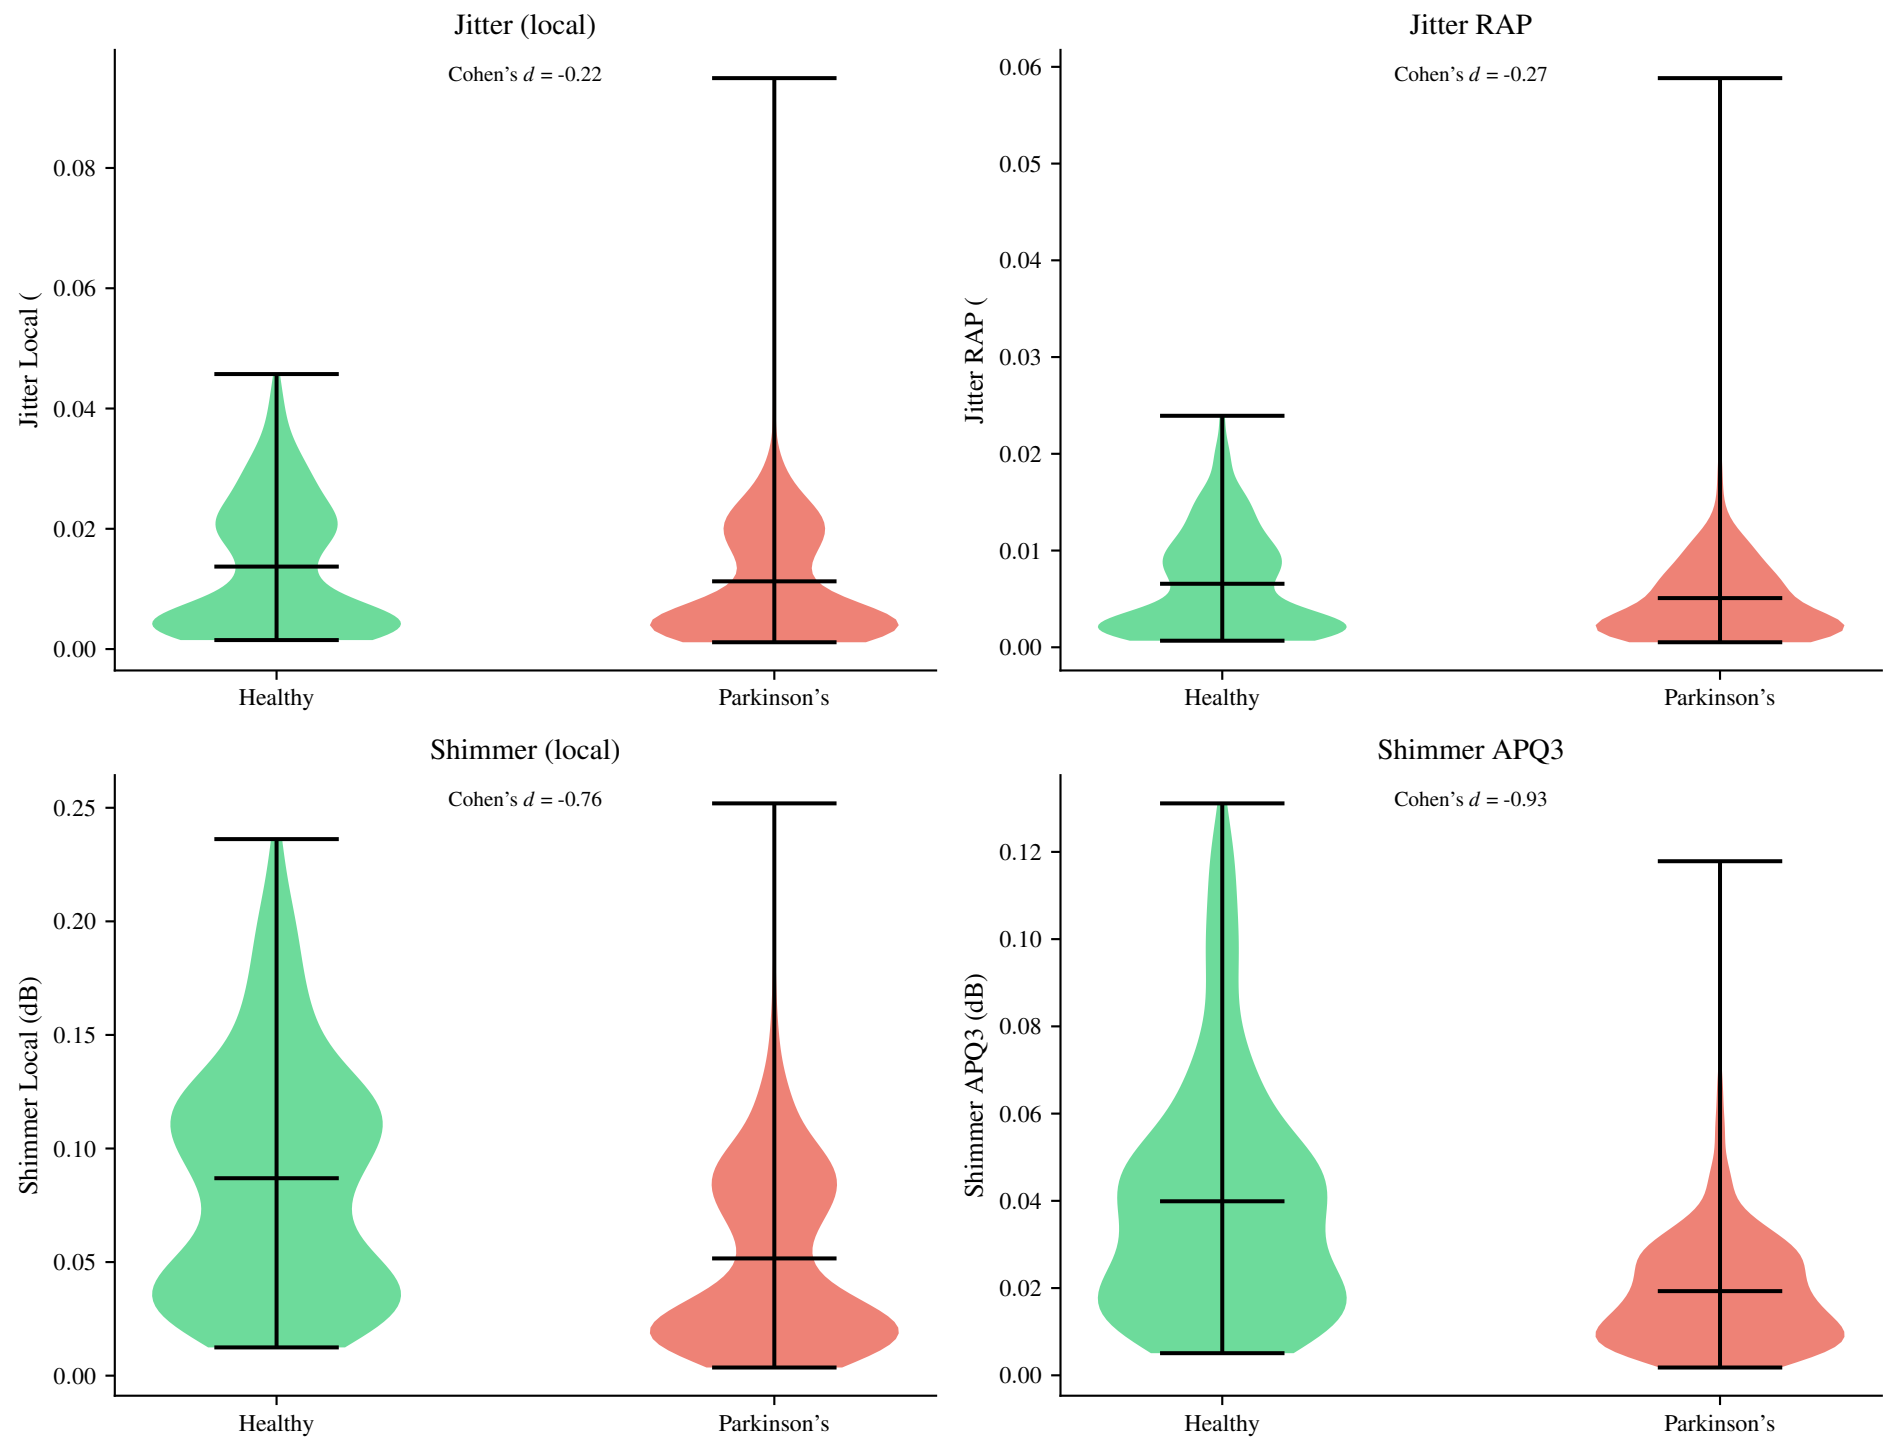 Jitter (local)
Cohen's d = -0.22
Jitter Local (
0.08
0.06
0.04
0.02
0.00
Healthy
Parkinson's
Jitter RAP
Cohen's d = -0.27
Jitter RAP (
0.06
0.05
0.04
0.03
0.02
0.01
0.00
Healthy
Parkinson's
Shimmer (local)
Cohen's d = -0.76
Shimmer Local (dB)
0.25
0.20
0.15
0.10
0.05
0.00
Healthy
Parkinson's
Shimmer APQ3
Cohen's d = -0.93
Shimmer APQ3 (dB)
0.12
0.10
0.08
0.06
0.04
0.02
0.00
Healthy
Parkinson's